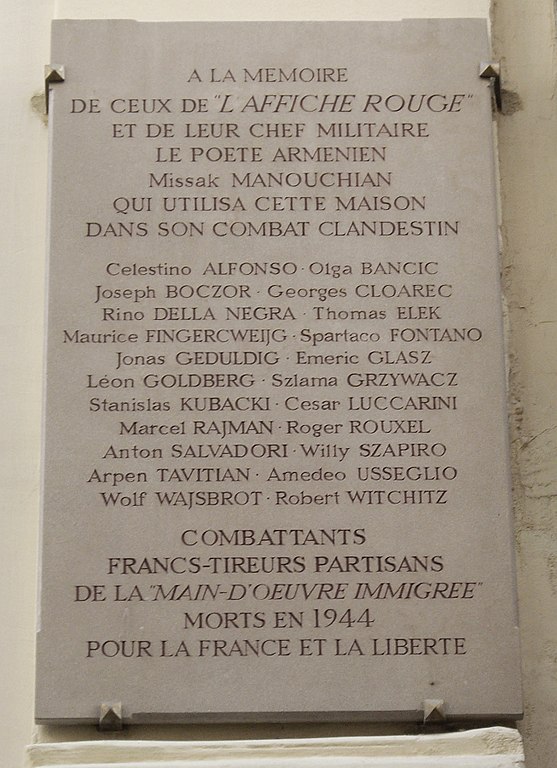 A LA MEMOIRE
DE CEUX DE "L'AFFICHE ROUGE"
ET DE LEUR CHEF MILITAIRE
LE POETE ARMENIEN
Missak MANOUCHIAN
QUI UTILISA CETTE MAISON
DANS SON COMBAT CLANDESTIN
Celestino ALFONSO · Olga BANCIC
Joseph BOCZOR · Georges CLOAREC
Rino DELLA NEGRA · Thomas ELEK
Maurice FINGERCWEIJG · Spartaco FONTANO
Jonas GEDULDIG · Emeric GLASZ
Léon GOLDBERG · Szlama GRZYWACZ
Stanislas KUBACKI · Cesar LUCCARINI
Marcel RAJMAN · Roger ROUXEL
Anton SALVADORI · Willy SZAPIRO
Arpen TAVITIAN · Amedeo USSEGLIO
Wolf WAJSBROT · Robert WITCHITZ
COMBATTANTS
FRANCS-TIREURS PARTISANS
DE LA "MAIN-D'OEUVRE IMMIGREE"
MORTS EN 1944
POUR LA FRANCE ET LA LIBERTE